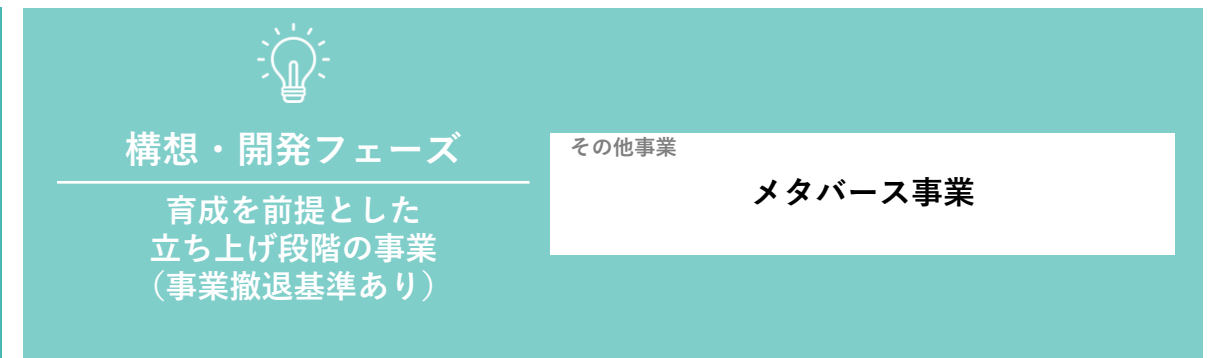 構想・開発フェーズ
育成を前提とした
立ち上げ段階の事業
（事業撤退基準あり）
その他事業
メタバース事業